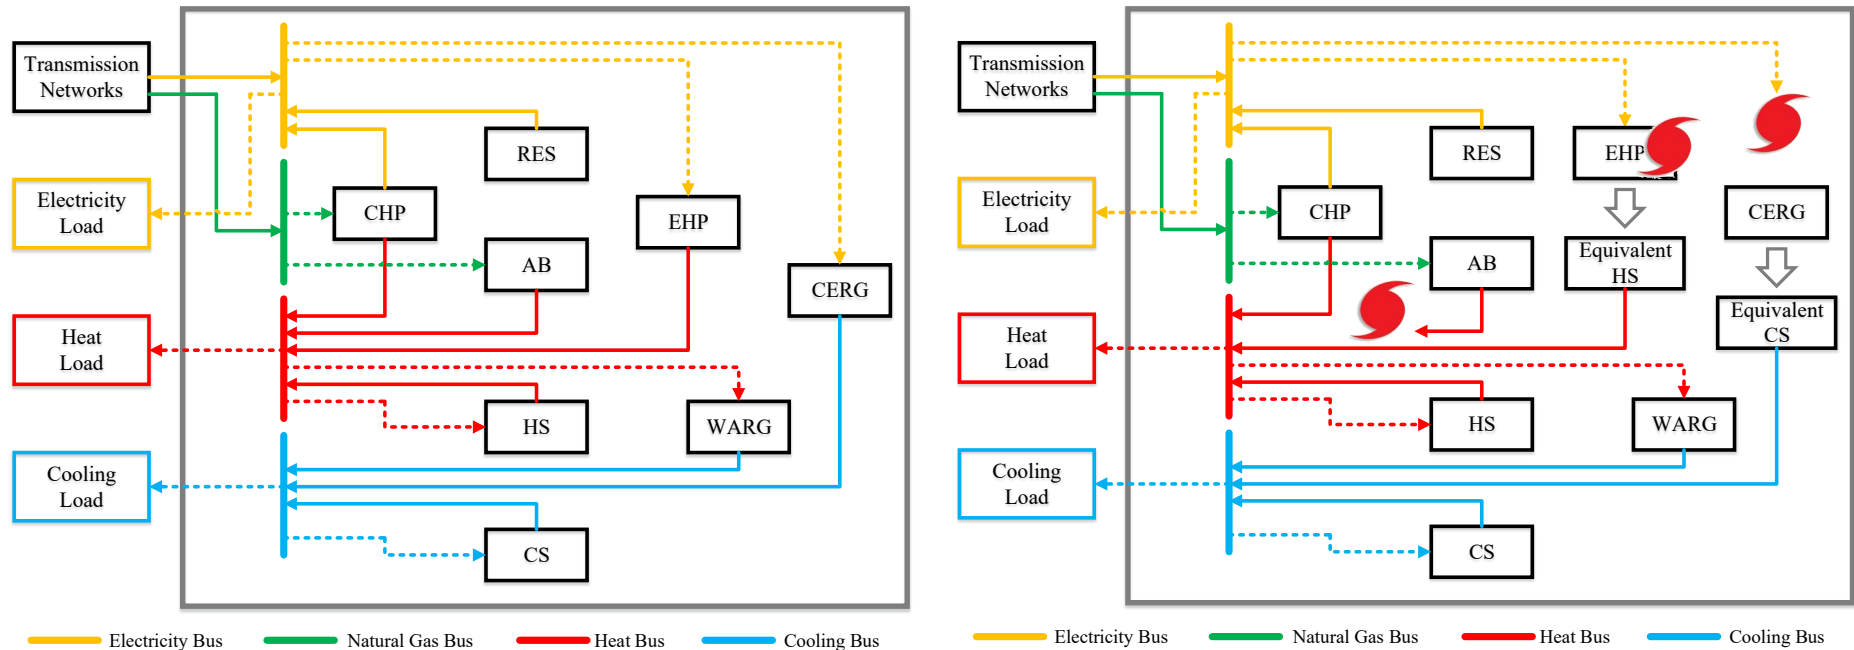 Transmission
Networks
RES
Electricity
Load
CHP
EHP
AB
CERG
Heat
Load
HS
WARG
Cooling
Load
CS
Electricity Bus
Natural Gas Bus
Heat Bus
Cooling Bus
Transmission
Networks
RES
EHP
Electricity
Load
CHP
CERG
AB
Equivalent
HS
Equivalent
CS
Heat
Load
HS
WARG
Cooling
Load
CS
Electricity Bus
Natural Gas Bus
Heat Bus
Cooling Bus